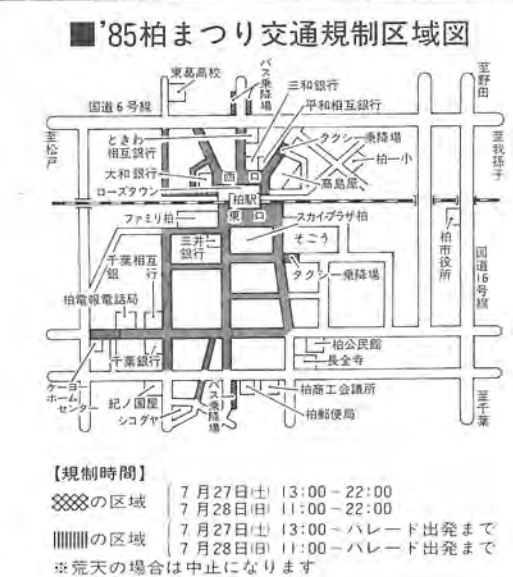 ■'85柏まつり交通規制区域図
東葛高校
バス乗降場
三和銀行
平和相互銀行
至野田
国道6号線
至松戸
ときわ相互銀行
タクシー乗降場
至我孫子
柏一小
大和銀行
西口
髙島屋
ローズタウン
柏駅
ファミリ柏
東口
スカイプラザ柏
三井銀行
そごう
柏市役所
千葉相互銀行
タクシー乗降場
国道16号線
柏電報電話局
千葉銀行
柏公民館
長全寺
ケーヨーホームセンター
紀ノ国屋
シコダヤ
バス乗降場
柏商工会議所
柏郵便局
至千葉
【規制時間】
の区域
7月27日(土) 13:00~22:00
7月28日(日) 11:00~22:00
の区域
7月27日(土) 13:00~パレード出発まで
7月28日(日) 11:00~パレード出発まで
※荒天の場合は中止になります